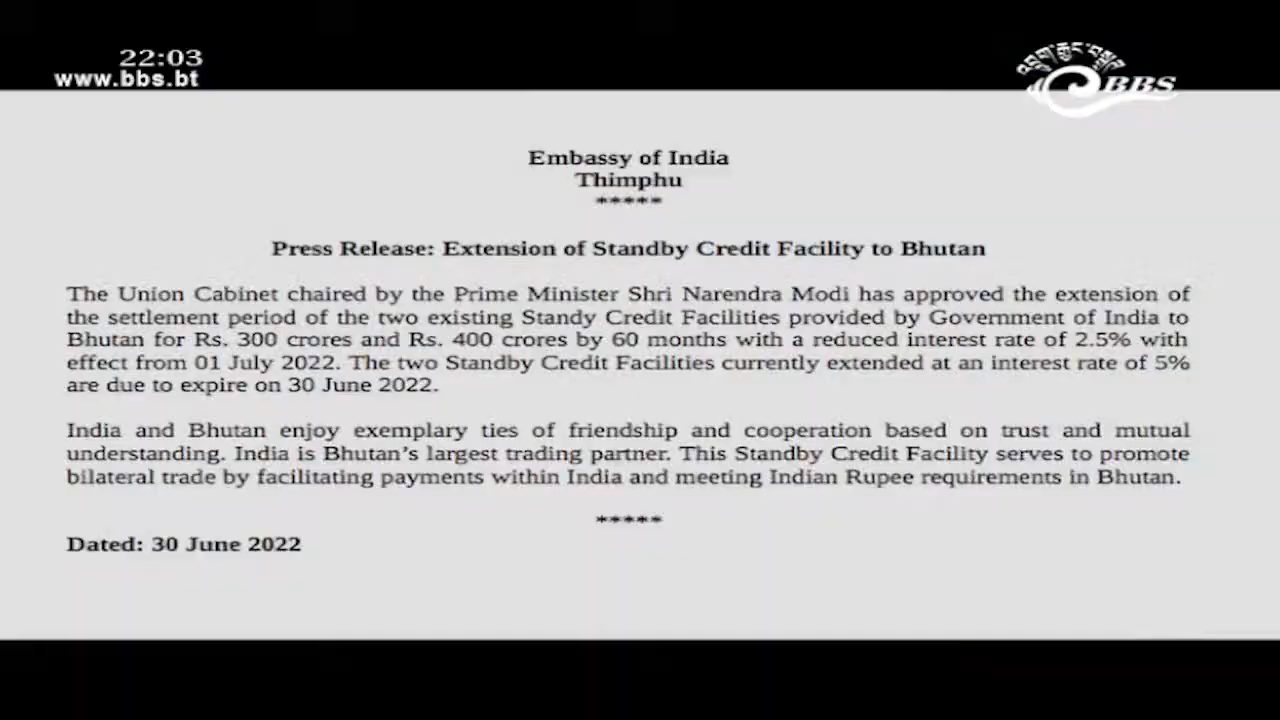 22:03
www.bbs.bt
འབྲུག་རྒྱང་བསྒྲགས
BBS
Embassy of India
Thimphu
*****
Press Release: Extension of Standby Credit Facility to Bhutan
The Union Cabinet chaired by the Prime Minister Shri Narendra Modi has approved the extension of
the settlement period of the two existing Standy Credit Facilities provided by Government of India to
Bhutan for Rs. 300 crores and Rs. 400 crores by 60 months with a reduced interest rate of 2.5% with
effect from 01 July 2022. The two Standby Credit Facilities currently extended at an interest rate of 5%
are due to expire on 30 June 2022.
India and Bhutan enjoy exemplary ties of friendship and cooperation based on trust and mutual
understanding. India is Bhutan’s largest trading partner. This Standby Credit Facility serves to promote
bilateral trade by facilitating payments within India and meeting Indian Rupee requirements in Bhutan.
*****
Dated: 30 June 2022